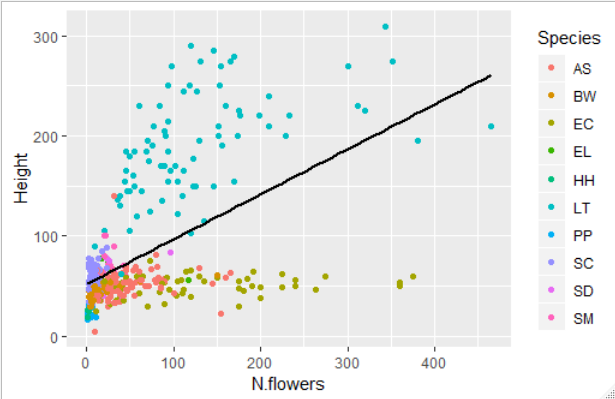 Height
300
200
100
0
0
100
200
300
400
N.flowers
Species
AS
BW
EC
EL
HH
LT
PP
SC
SD
SM